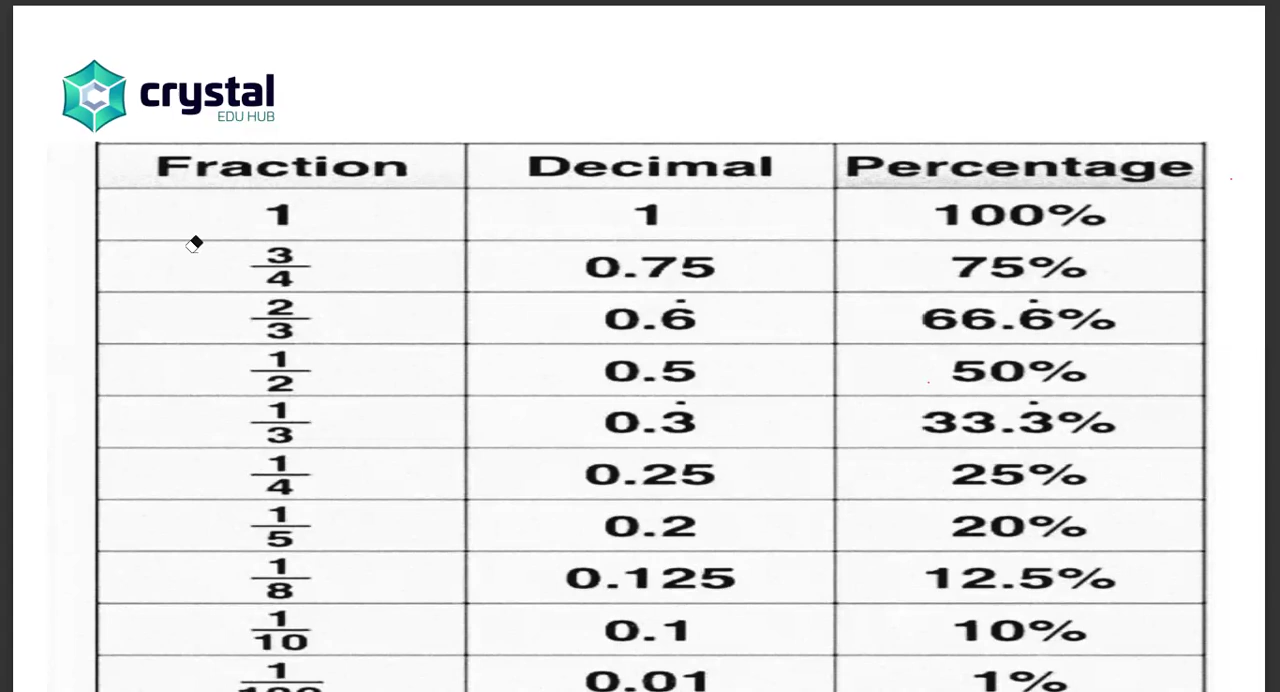 crystal
EDU HUB
Fraction Decimal Percentage
1 1 100%
3/4 0.75 75%
2/3 0.6̇ 66.6̇%
1/2 0.5 50%
1/3 0.3̇ 33.3̇%
1/4 0.25 25%
1/5 0.2 20%
1/8 0.125 12.5%
1/10 0.1 10%
1/100 0.01 1%